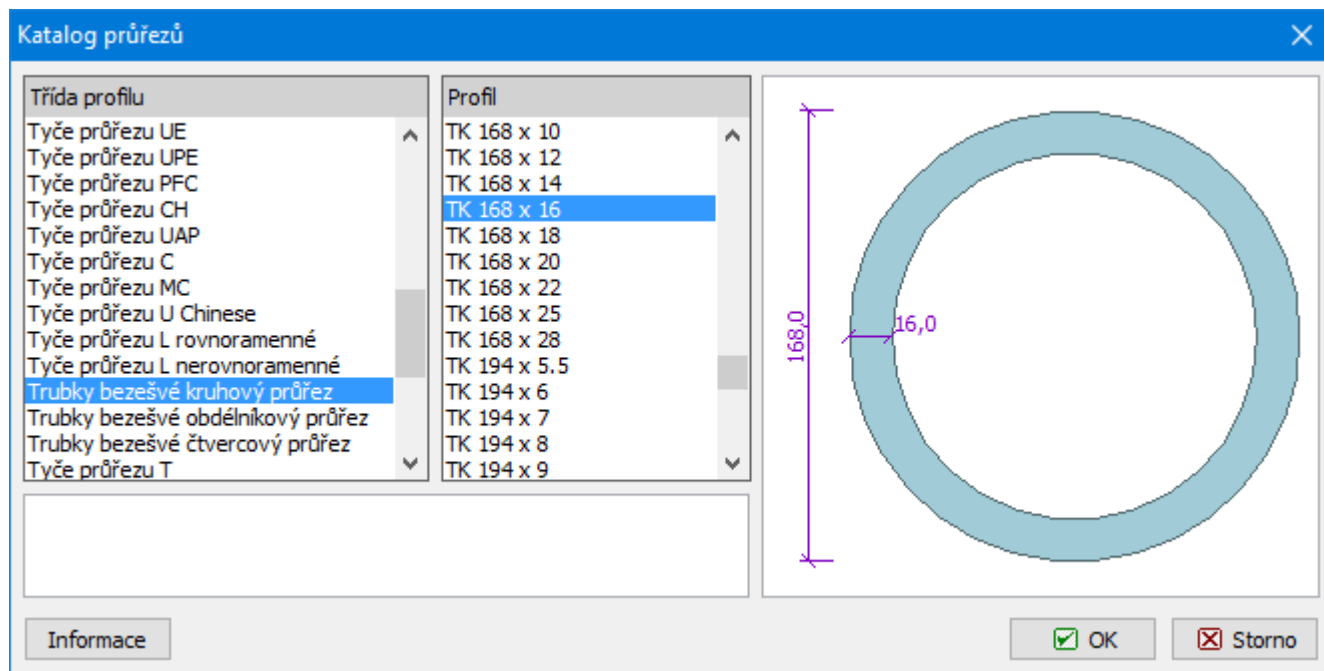 Katalog průřezů
Třída profilu
Tyče průřezu UE
Tyče průřezu UPE
Tyče průřezu PFC
Tyče průřezu CH
Tyče průřezu UAP
Tyče průřezu C
Tyče průřezu MC
Tyče průřezu U Chinese
Tyče průřezu L rovnoramenné
Tyče průřezu L nerovnoramenné
Trubky bezešvé kruhový průřez
Trubky bezešvé obdélníkový průřez
Trubky bezešvé čtvercový průřez
Tyče průřezu T
Profil
TK 168 x 10
TK 168 x 12
TK 168 x 14
TK 168 x 16
TK 168 x 18
TK 168 x 20
TK 168 x 22
TK 168 x 25
TK 168 x 28
TK 194 x 5.5
TK 194 x 6
TK 194 x 7
TK 194 x 8
TK 194 x 9
168,0
16,0
Informace
OK
Storno